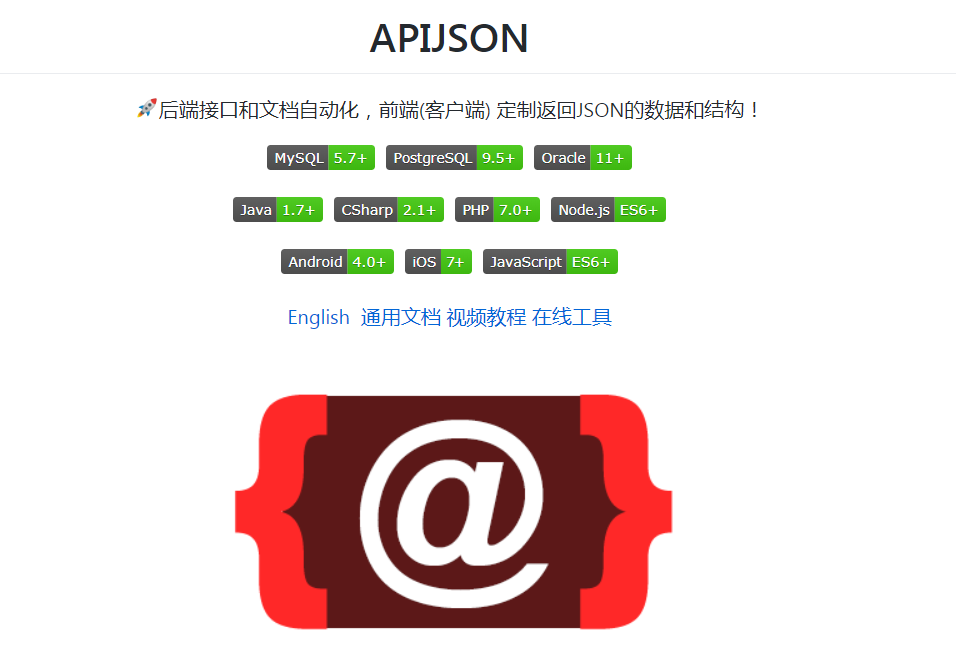 APIJSON
🚀后端接口和文档自动化，前端(客户端) 定制返回JSON的数据和结构！
MySQL 5.7+ PostgreSQL 9.5+ Oracle 11+
Java 1.7+ CSharp 2.1+ PHP 7.0+ Node.js ES6+
Android 4.0+ iOS 7+ JavaScript ES6+
English 通用文档 视频教程 在线工具
{@}